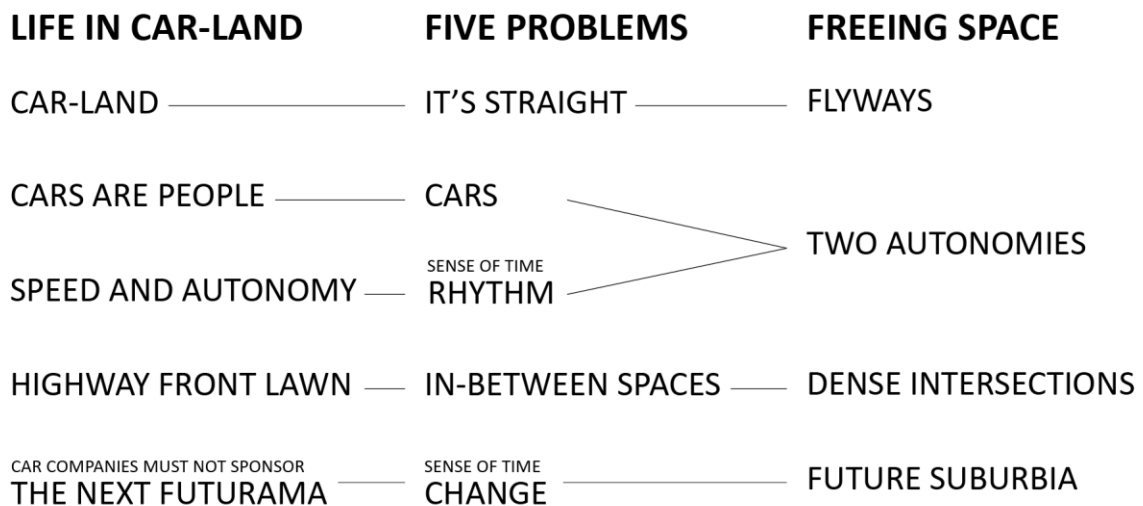 LIFE IN CAR-LAND FIVE PROBLEMS FREEING SPACE
CAR-LAND IT'S STRAIGHT FLYWAYS
CARS ARE PEOPLE CARS
TWO AUTONOMIES
SENSE OF TIME
SPEED AND AUTONOMY RHYTHM
HIGHWAY FRONT LAWN IN-BETWEEN SPACES DENSE INTERSECTIONS
CAR COMPANIES MUST NOT SPONSOR SENSE OF TIME
THE NEXT FUTURAMA CHANGE FUTURE SUBURBIA